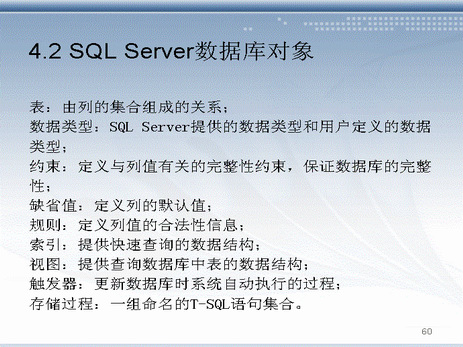 4.2 SQL Server数据库对象
表：由列的集合组成的关系；
数据类型：SQL Server提供的数据类型和用户定义的数据
类型；
约束：定义与列值有关的完整性约束，保证数据库的完整
性；
缺省值：定义列的默认值；
规则：定义列值的合法性信息；
索引：提供快速查询的数据结构；
视图：提供查询数据库中表的数据结构；
触发器：更新数据库时系统自动执行的过程；
存储过程：一组命名的T-SQL语句集合。
60